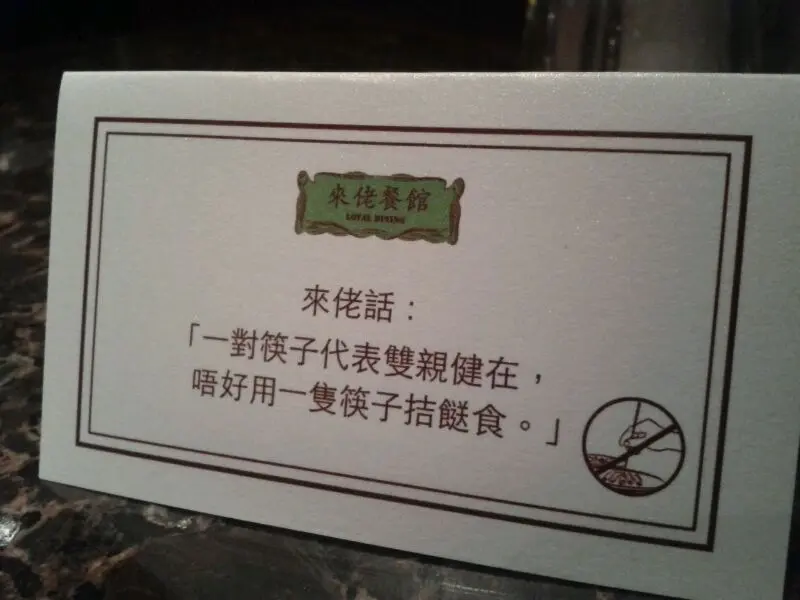 來佬餐館
LOYAL DINING
來佬話：
「一對筷子代表雙親健在，
唔好用一隻筷子拮餸食。」